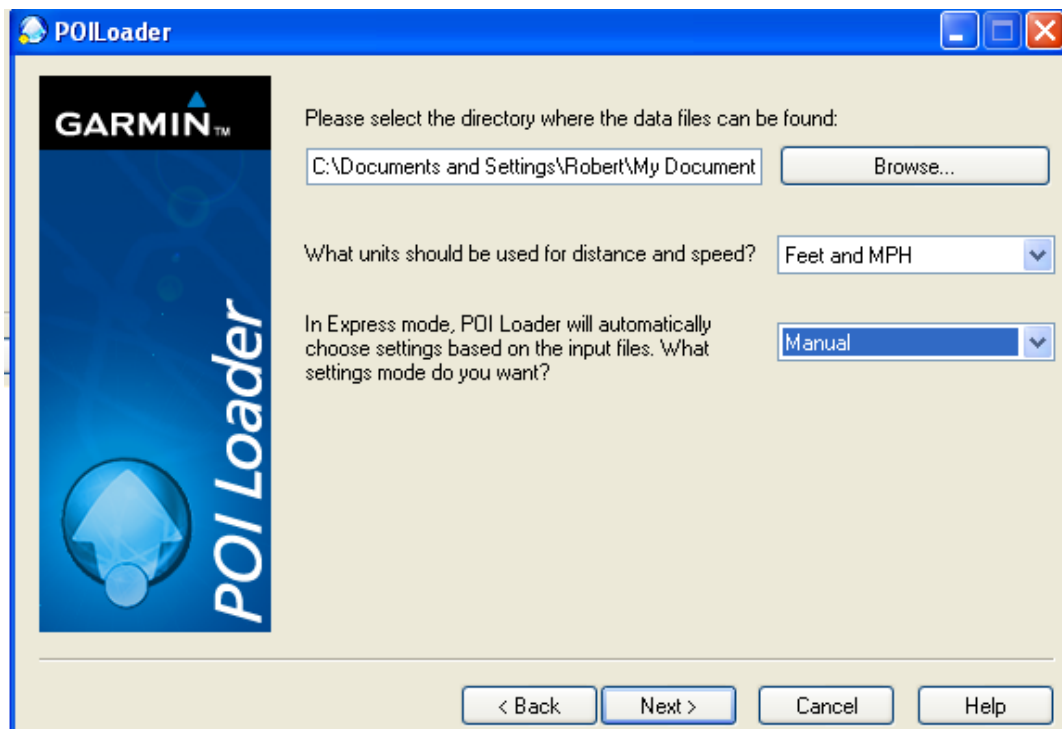 POILoader
GARMIN™
POI Loader
Please select the directory where the data files can be found:
C:\Documents and Settings\Robert\My Document
Browse...
What units should be used for distance and speed?
Feet and MPH
In Express mode, POI Loader will automatically
choose settings based on the input files. What
settings mode do you want?
Manual
< Back
Next >
Cancel
Help